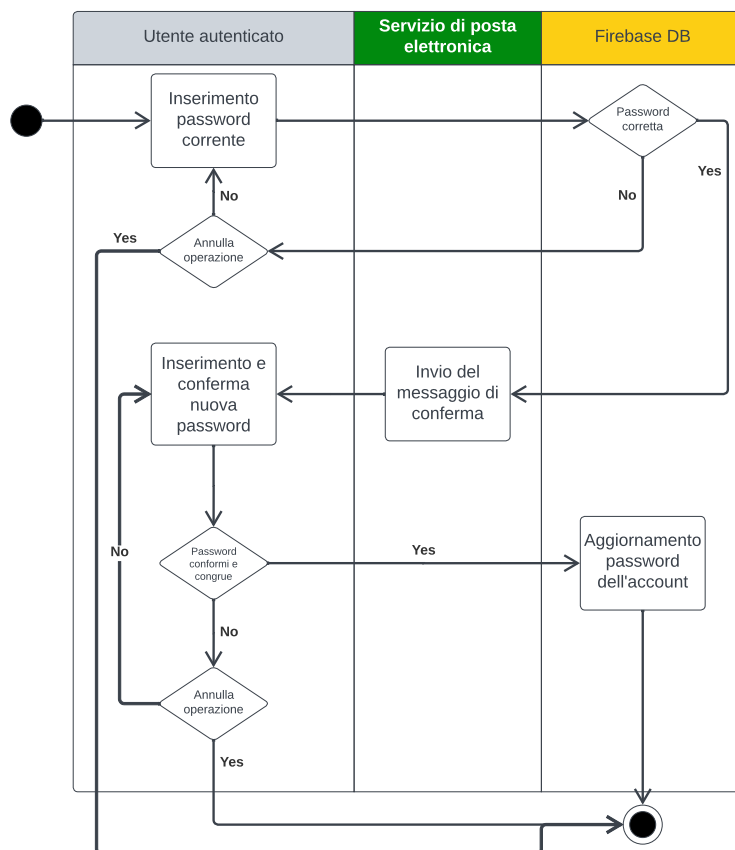 Utente autenticato
Servizio di posta
elettronica
Firebase DB
Inserimento
password
corrente
Password
corretta
Yes
No
No
Yes
Annulla
operazione
Inserimento e
conferma
nuova
password
Invio del
messaggio di
conferma
No
Password
conformi e
congrue
Yes
Aggiornamento
password
dell'account
No
Annulla
operazione
Yes